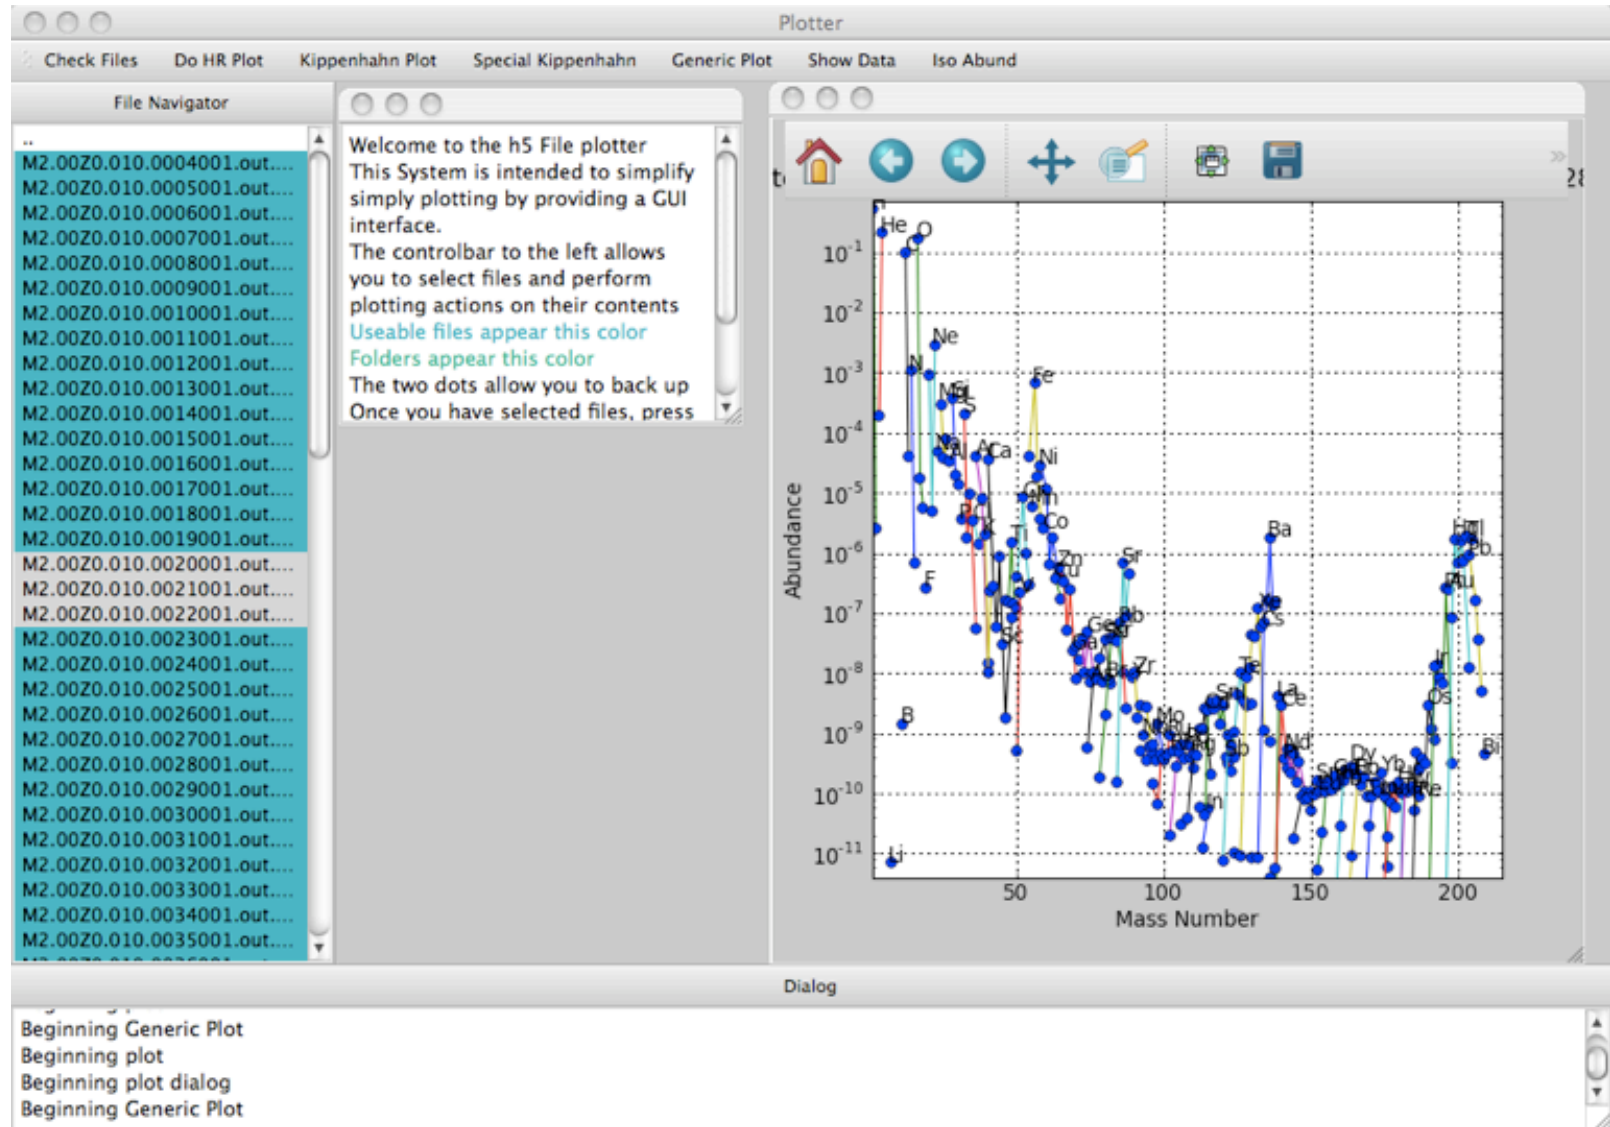 Plotter
Check Files Do HR Plot Kippenhahn Plot Special Kippenhahn Generic Plot Show Data Iso Abund
File Navigator
..
M2.00Z0.010.0004001.out....
M2.00Z0.010.0005001.out....
M2.00Z0.010.0006001.out....
M2.00Z0.010.0007001.out....
M2.00Z0.010.0008001.out....
M2.00Z0.010.0009001.out....
M2.00Z0.010.0010001.out....
M2.00Z0.010.0011001.out....
M2.00Z0.010.0012001.out....
M2.00Z0.010.0013001.out....
M2.00Z0.010.0014001.out....
M2.00Z0.010.0015001.out....
M2.00Z0.010.0016001.out....
M2.00Z0.010.0017001.out....
M2.00Z0.010.0018001.out....
M2.00Z0.010.0019001.out....
M2.00Z0.010.0020001.out....
M2.00Z0.010.0021001.out....
M2.00Z0.010.0022001.out....
M2.00Z0.010.0023001.out....
M2.00Z0.010.0024001.out....
M2.00Z0.010.0025001.out....
M2.00Z0.010.0026001.out....
M2.00Z0.010.0027001.out....
M2.00Z0.010.0028001.out....
M2.00Z0.010.0029001.out....
M2.00Z0.010.0030001.out....
M2.00Z0.010.0031001.out....
M2.00Z0.010.0032001.out....
M2.00Z0.010.0033001.out....
M2.00Z0.010.0034001.out....
M2.00Z0.010.0035001.out....
Welcome to the h5 File plotter
This System is intended to simplify
simply plotting by providing a GUI
interface.
The controlbar to the left allows
you to select files and perform
plotting actions on their contents
Useable files appear this color
Folders appear this color
The two dots allow you to back up
Once you have selected files, press
He
O
Ne
N
Fe
S
Ca
Ni
Co
Zn
F
B
Li
Sr
Rb
Zr
Mo
In
Te
Ba
Ce
Dy
Yb
Ir
Os
Pb
Bi
10⁻¹
10⁻²
10⁻³
10⁻⁴
10⁻⁵
10⁻⁶
10⁻⁷
10⁻⁸
10⁻⁹
10⁻¹⁰
10⁻¹¹
Abundance
50 100 150 200
Mass Number
Dialog
Beginning Generic Plot
Beginning plot
Beginning plot dialog
Beginning Generic Plot